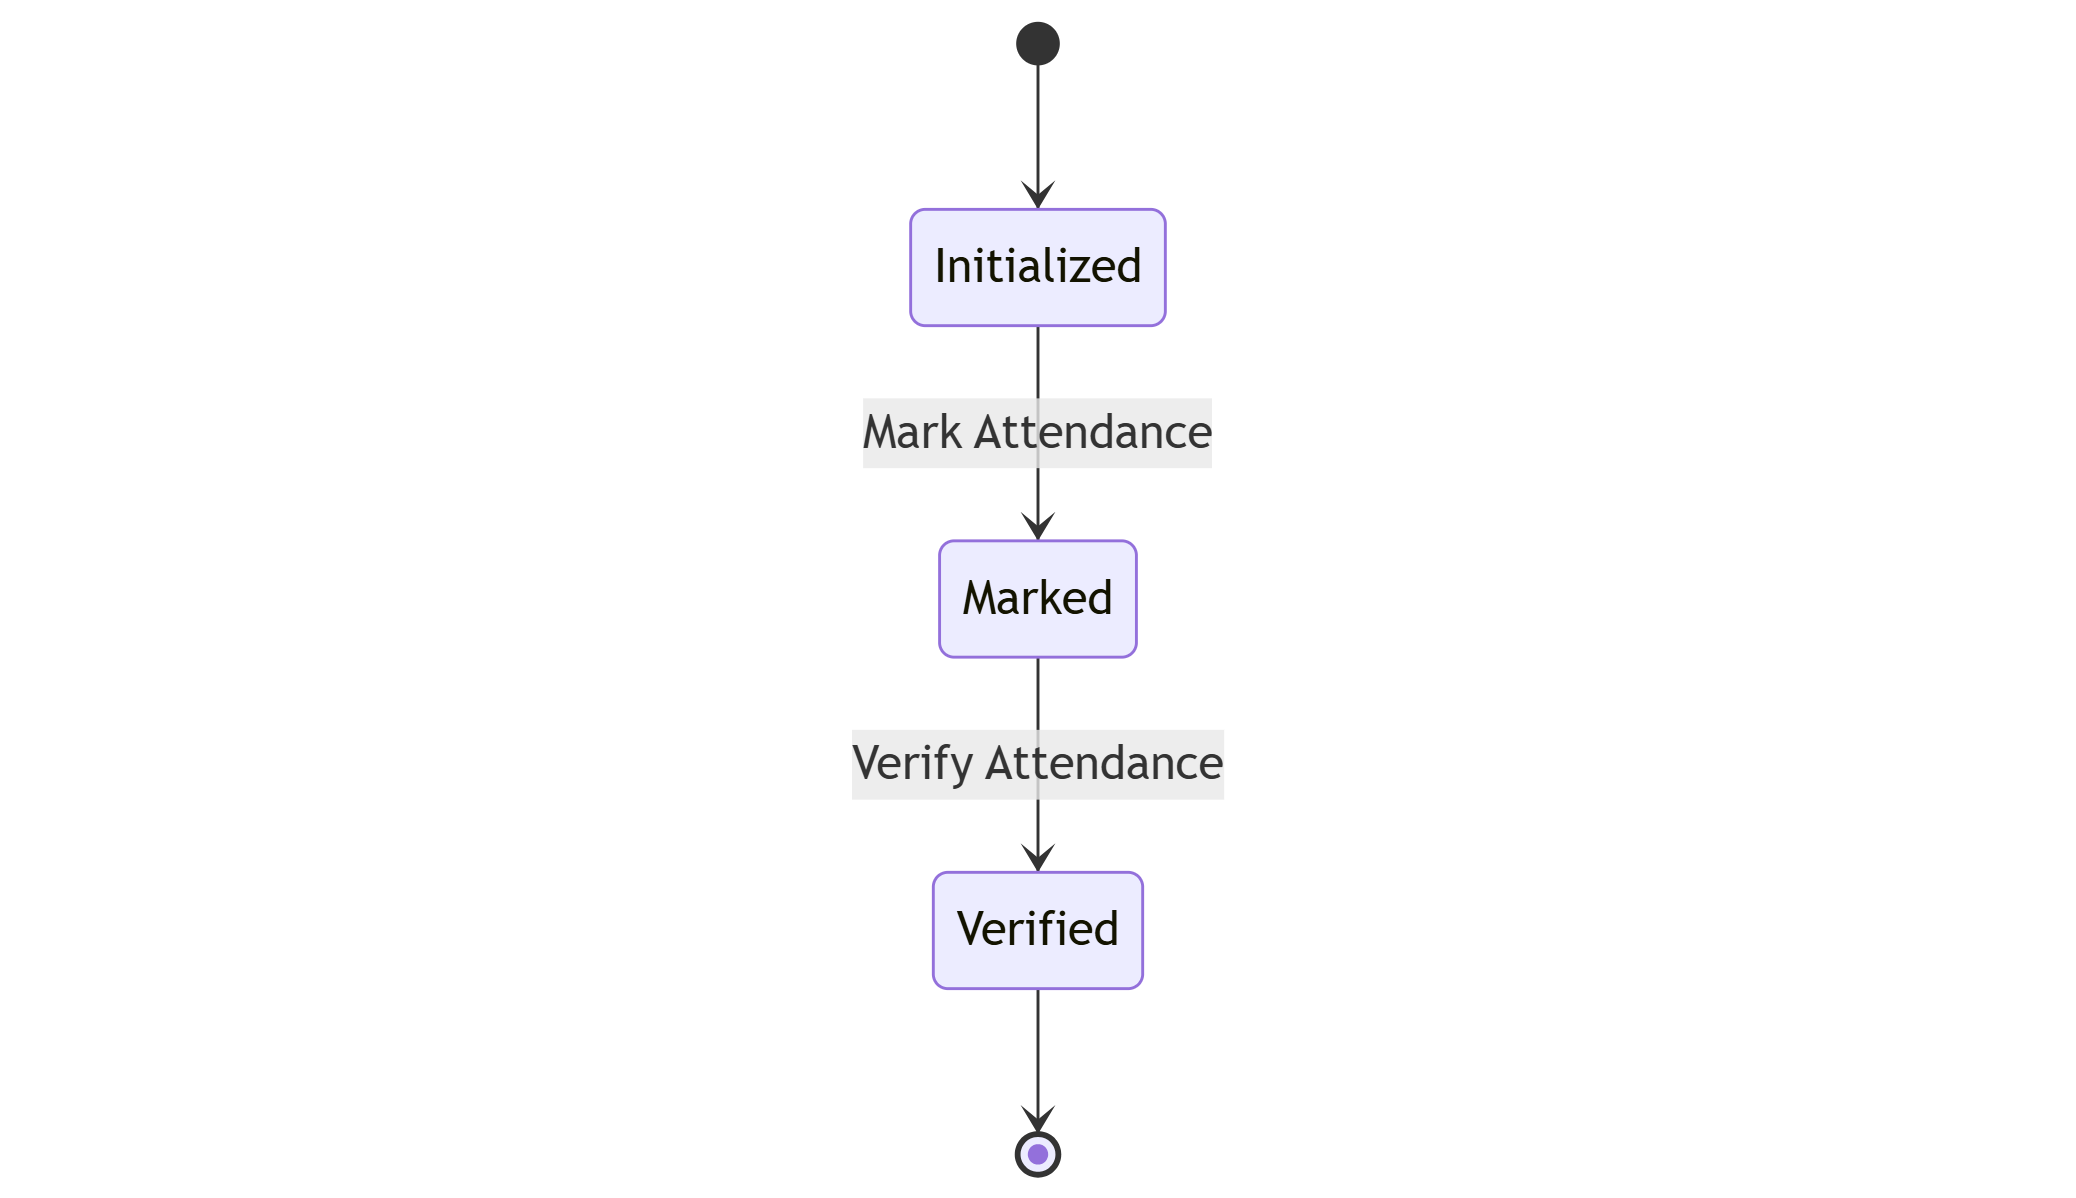 Initialized
Mark Attendance
Marked
Verify Attendance
Verified